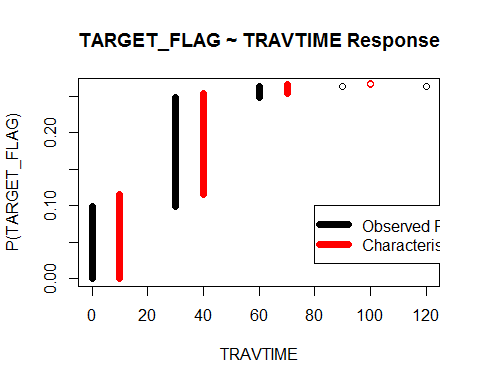 TARGET_FLAG ~ TRAVTIME Response
P(TARGET_FLAG)
0.20
0.10
0.00
Observed
Characteris
0 20 40 60 80 100 120
TRAVTIME